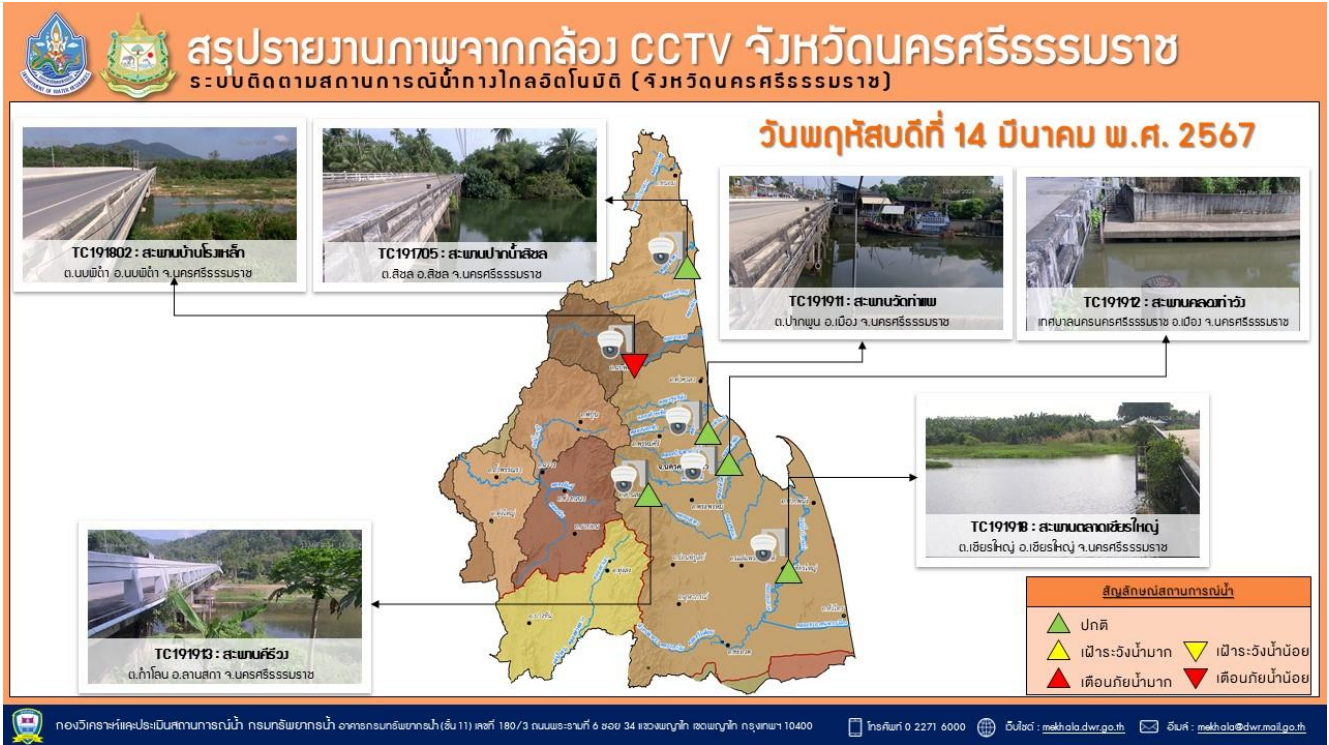 สรุปรายงานภาพจากกล้อง CCTV จังหวัดนครศรีธรรมราช
ระบบติดตามสถานการณ์น้ำทางไกลอัตโนมัติ (จังหวัดนครศรีธรรมราช)
วันพฤหัสบดีที่ 14 มีนาคม พ.ศ. 2567
TC191802 : สะพานบ้านโรงเหล็ก
ต.นบพิตำ อ.นบพิตำ จ.นครศรีธรรมราช
TC191705 : สะพานปากน้ำสิชล
ต.สิชล อ.สิชล จ.นครศรีธรรมราช
TC191911 : สะพานวัดท่าแพ
ต.ปากพูน อ.เมือง จ.นครศรีธรรมราช
TC191912 : สะพานคลองท่าวัง
เทศบาลนครนครศรีธรรมราช อ.เมือง จ.นครศรีธรรมราช
TC191918 : สะพานตลาดเชียรใหญ่
ต.เชียรใหญ่ อ.เชียรใหญ่ จ.นครศรีธรรมราช
TC191913 : สะพานคีรีวง
ต.กำโลน อ.ลานสกา จ.นครศรีธรรมราช
สัญลักษณ์สถานการณ์น้ำ
ปกติ
เฝ้าระวังน้ำมาก เฝ้าระวังน้ำน้อย
เตือนภัยน้ำมาก เตือนภัยน้ำน้อย
กองวิเคราะห์และประเมินสถานการณ์น้ำ กรมทรัพยากรน้ำ อาคารกรมทรัพยากรน้ำ (ชั้น 11) เลขที่ 180/3 ถนนพระรามที่ 6 ซอย 34 แขวงพญาไท เขตพญาไท กรุงเทพฯ 10400 โทรศัพท์ 0 2271 6000 เว็บไซต์ : mekhala.dwr.go.th อีเมล์ : mekhala@dwr.mail.go.th